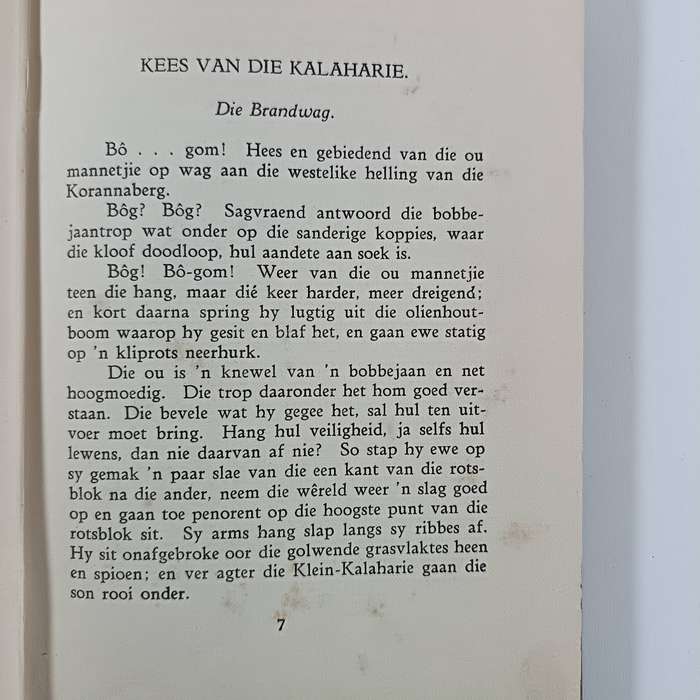 KEES VAN DIE KALAHARIE.
Die Brandwag.
Bô . . . gom! Hees en gebiedend van die ou
mannetjie op wag aan die westelike helling van die
Korannaberg.
Bôg? Bôg? Sagvraend antwoord die bobbe-
jaantrop wat onder op die sanderige koppies, waar
die kloof doodloop, hul aandete aan soek is.
Bôg! Bô-gom! Weer van die ou mannetjie
teen die hang, maar dié keer harder, meer dreigend;
en kort daarna spring hy lugtig uit die olienhout-
boom waarop hy gesit en blaf het, en gaan ewe statig
op 'n kliprots neerhurk.
Die ou is 'n knewel van 'n bobbejaan en net
hoogmoedig. Die trop daaronder het hom goed ver-
staan. Die bevele wat hy gegee het, sal hul ten uit-
voer moet bring. Hang hul veiligheid, ja selfs hul
lewens, dan nie daarvan af nie? So stap hy ewe op
sy gemak 'n paar slae van die een kant van die rots-
blok na die ander, neem die wêreld weer 'n slag goed
op en gaan toe penorent op die hoogste punt van die
rotsblok sit. Sy arms hang slap langs sy ribbes af.
Hy sit onafgebroke oor die golwende grasvlaktes heen
en spioen; en ver agter die Klein-Kalaharie gaan die
son rooi onder.
7